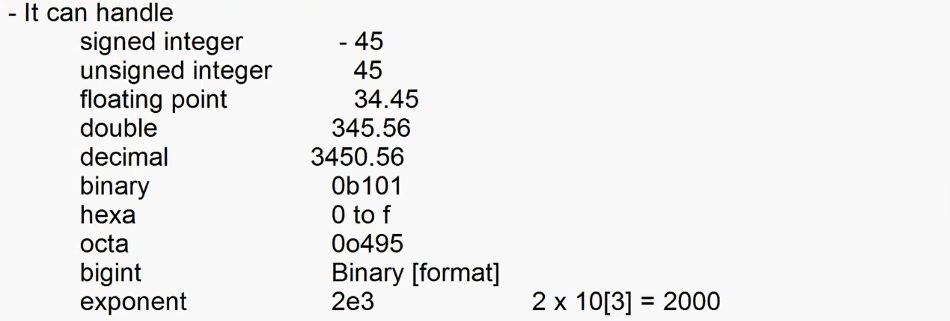 - It can handle
signed integer - 45
unsigned integer 45
floating point 34.45
double 345.56
decimal 3450.56
binary 0b101
hexa 0 to f
octa 0o495
bigint Binary [format]
exponent 2e3 2 x 10[3] = 2000